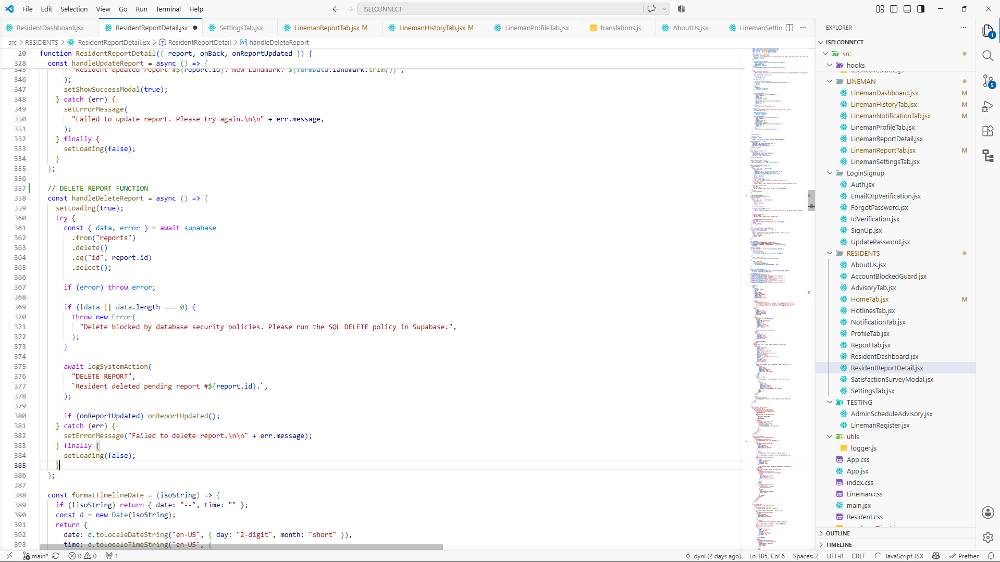 File Edit Selection View Go Run Terminal Help
ISELCONNECT
ResidentDashboard.jsx
ResidentReportDetail.jsx
SettingsTab.jsx
LinemanReportTab.jsx M
LinemanHistoryTab.jsx M
LinemanProfileTab.jsx
translations.js
AboutUs.jsx
LinemanSettin
src > RESIDENTS > ResidentReportDetail.jsx > ResidentReportDetail > handleDeleteReport
20 function ResidentReportDetail({ report, onBack, onReportUpdated }) {
328 const handleUpdateReport = async () => {
345 `Resident updated report #${report.id}. New Landmark: ${formData.landmark.trim()}`,
346 );
347 setShowSuccessModal(true);
348 } catch (err) {
349 setErrorMessage(
350 "Failed to update report. Please try again.\n\n" + err.message,
351 );
352 } finally {
353 setLoading(false);
354 }
355 };
356
357 // DELETE REPORT FUNCTION
358 const handleDeleteReport = async () => {
359 setLoading(true);
360 try {
361 const { data, error } = await supabase
362 .from("reports")
363 .delete()
364 .eq("id", report.id)
365 .select();
366
367 if (error) throw error;
368
369 if (!data || data.length === 0) {
370 throw new Error(
371 "Delete blocked by database security policies. Please run the SQL DELETE policy in Supabase.",
372 );
373 }
374
375 await logSystemAction(
376 "DELETE_REPORT",
377 `Resident deleted pending report #${report.id}.`,
378 );
379
380 if (onReportUpdated) onReportUpdated();
381 } catch (err) {
382 setErrorMessage("Failed to delete report.\n\n" + err.message);
383 } finally {
384 setLoading(false);
385 }
386 };
387
388 const formatTimelineDate = (isoString) => {
389 if (!isoString) return { date: "--", time: "" };
390 const d = new Date(isoString);
391 return {
392 date: d.toLocaleDateString("en-US", { day: "2-digit", month: "short" }),
393 time: d.toLocaleTimeString("en-US", {
EXPLORER
ISELCONNECT
src
hooks
useActiveStatus.js
LINEMAN
LinemanDashboard.jsx M
LinemanHistoryTab.jsx M
LinemanNotificationTab.jsx M
LinemanProfileTab.jsx
LinemanReportDetail.jsx
LinemanReportTab.jsx M
LinemanSettingsTab.jsx
LoginSignup
Auth.jsx
EmailOtpVerification.jsx
ForgotPassword.jsx
IdVerification.jsx
SignUp.jsx
UpdatePassword.jsx
RESIDENTS
AboutUs.jsx
AccountBlockedGuard.jsx
AdvisoryTab.jsx
HomeTab.jsx M
HotlinesTab.jsx
NotificationTab.jsx
ProfileTab.jsx
ReportTab.jsx
ResidentDashboard.jsx
ResidentReportDetail.jsx
SatisfactionSurveyModal.jsx
SettingsTab.jsx
TESTING
AdminScheduleAdvisory.jsx
LinemanRegister.jsx
utils
logger.js
App.css
App.jsx
index.css
Lineman.css
main.jsx
Resident.css
OUTLINE
TIMELINE
1
5
main* 0 0 1
dynl (2 days ago) Ln 385, Col 6 Spaces: 2 UTF-8 CRLF JavaScript JSX Prettier